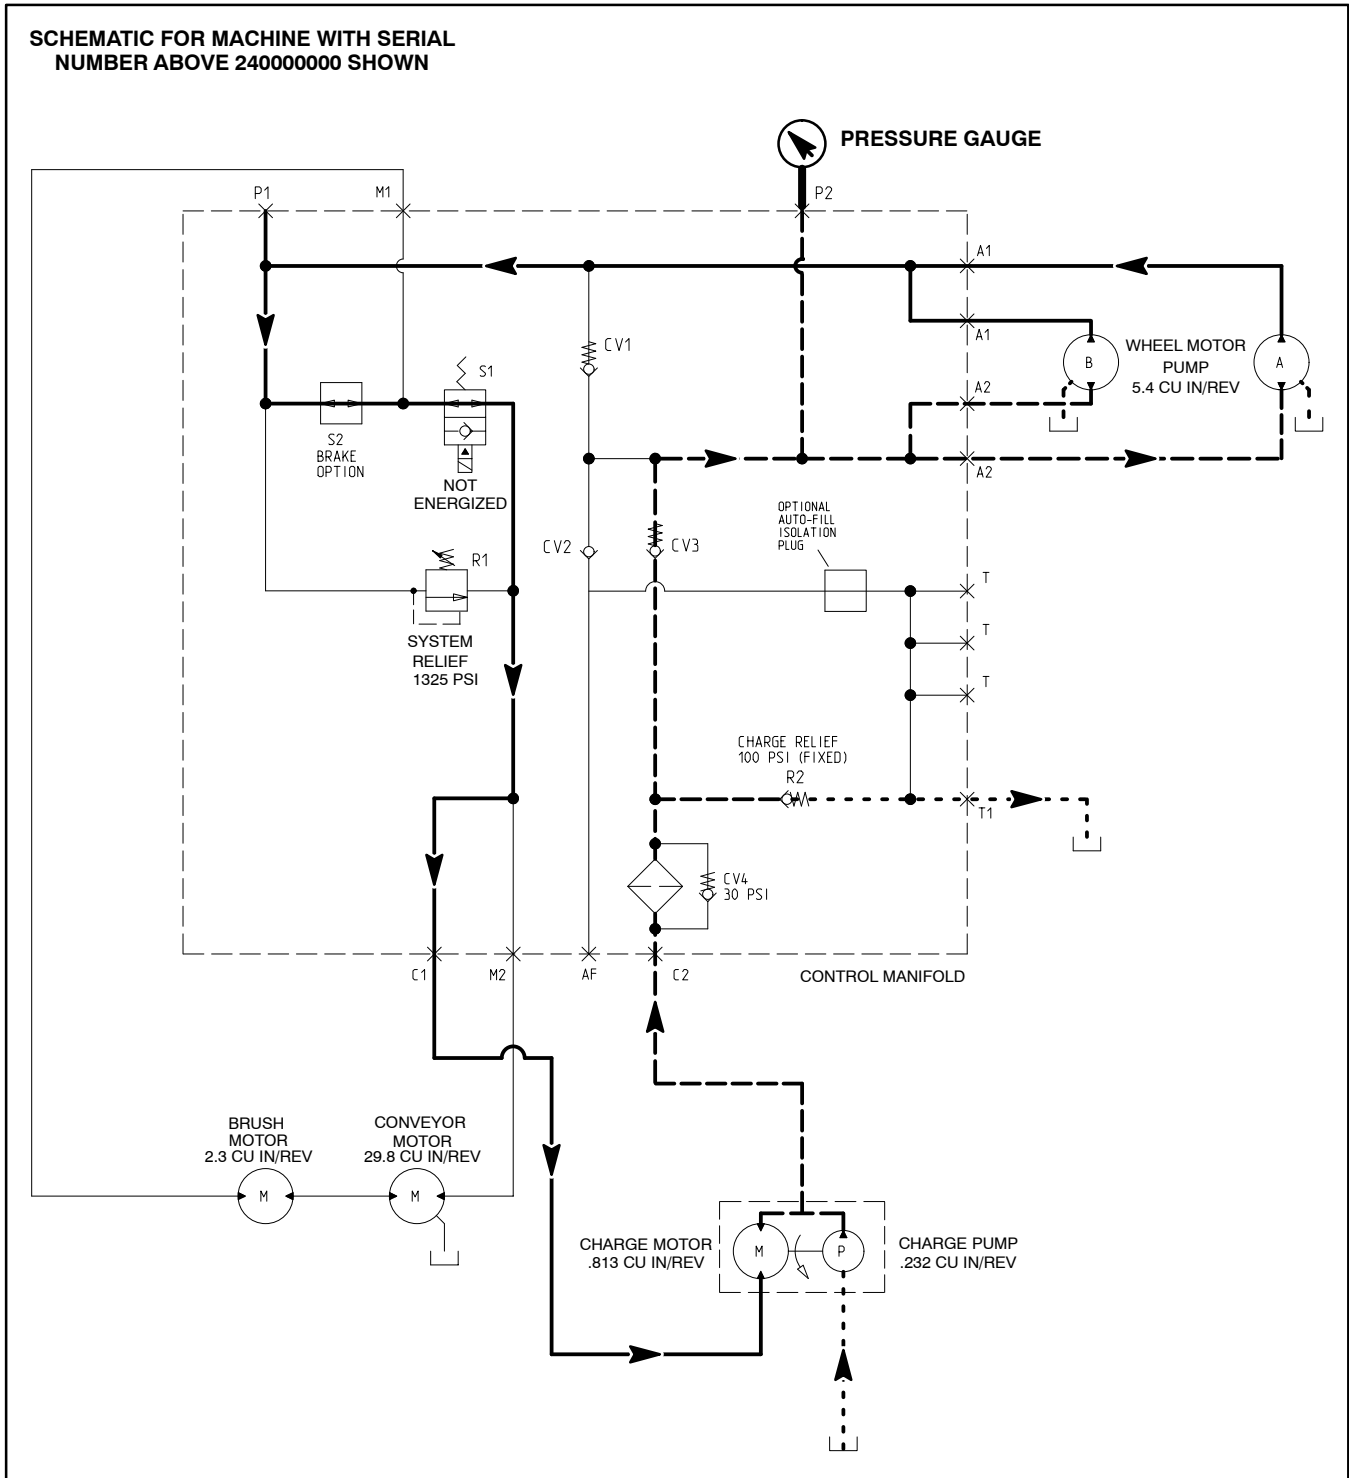 SCHEMATIC FOR MACHINE WITH SERIAL
NUMBER ABOVE 240000000 SHOWN
PRESSURE GAUGE
P1
M1
P2
A1
A1
CV1
S1
B
WHEEL MOTOR
PUMP
5.4 CU IN/REV
A
A2
S2
BRAKE
OPTION
NOT
ENERGIZED
A2
OPTIONAL
AUTO-FILL
ISOLATION
PLUG
CV2
CV3
R1
T
SYSTEM
RELIEF
1325 PSI
T
T
CHARGE RELIEF
100 PSI (FIXED)
R2
T1
CV4
30 PSI
C1
M2
AF
C2
CONTROL MANIFOLD
BRUSH
MOTOR
2.3 CU IN/REV
CONVEYOR
MOTOR
29.8 CU IN/REV
M
M
CHARGE MOTOR
.813 CU IN/REV
M
P
CHARGE PUMP
.232 CU IN/REV